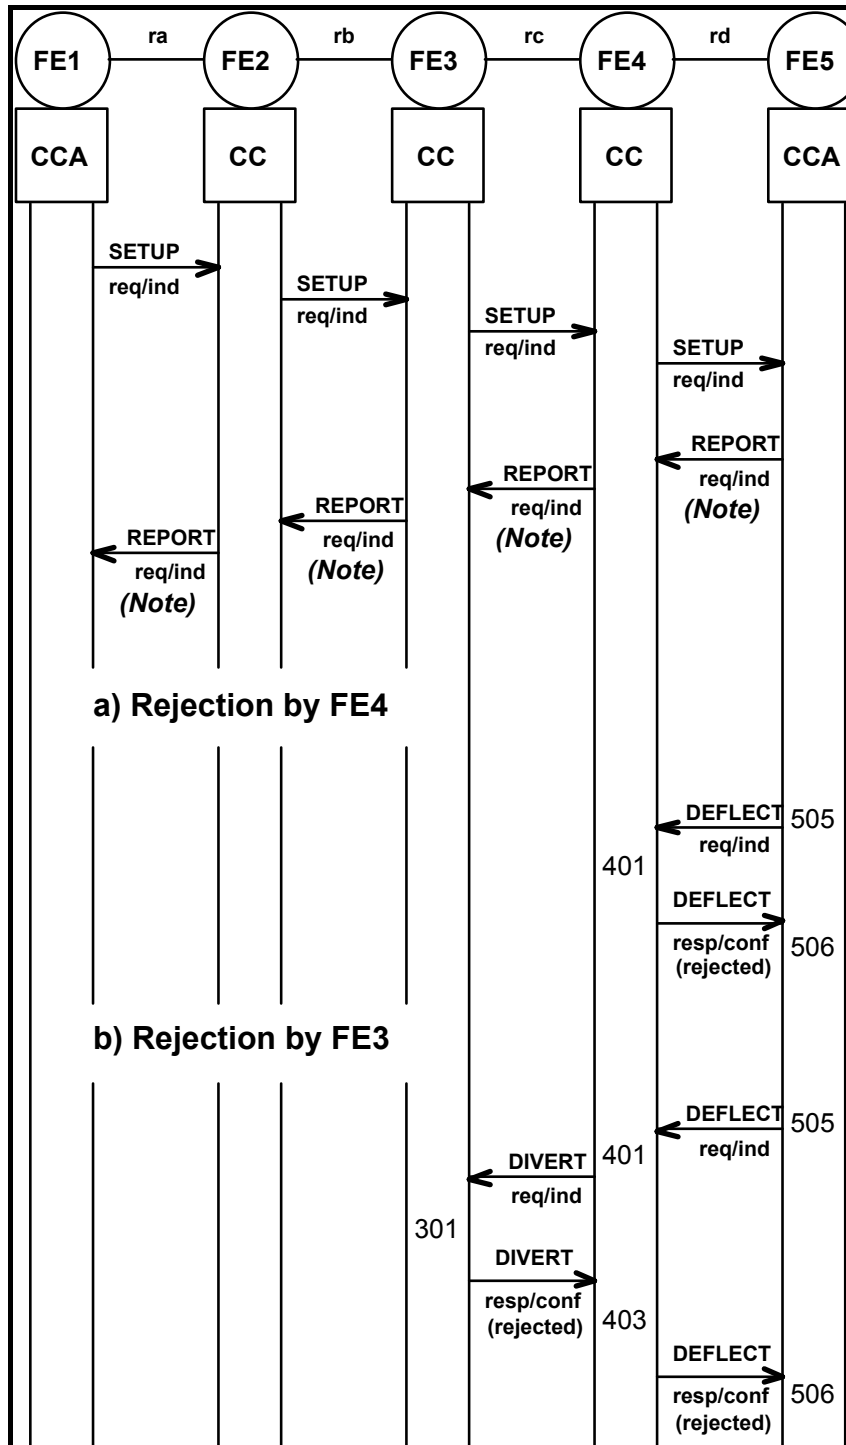 ra rb rc rd
FE1 FE2 FE3 FE4 FE5
CCA CC CC CC CCA
SETUP
req/ind
SETUP
req/ind
SETUP
req/ind
SETUP
req/ind
REPORT
req/ind
(Note)
REPORT
req/ind
(Note)
REPORT
req/ind
(Note)
REPORT
req/ind
(Note)
a) Rejection by FE4
DEFLECT 505
req/ind
401
DEFLECT
resp/conf 506
(rejected)
b) Rejection by FE3
DEFLECT 505
req/ind
401
DIVERT
req/ind
301
DIVERT
resp/conf
(rejected) 403
DEFLECT
resp/conf 506
(rejected)